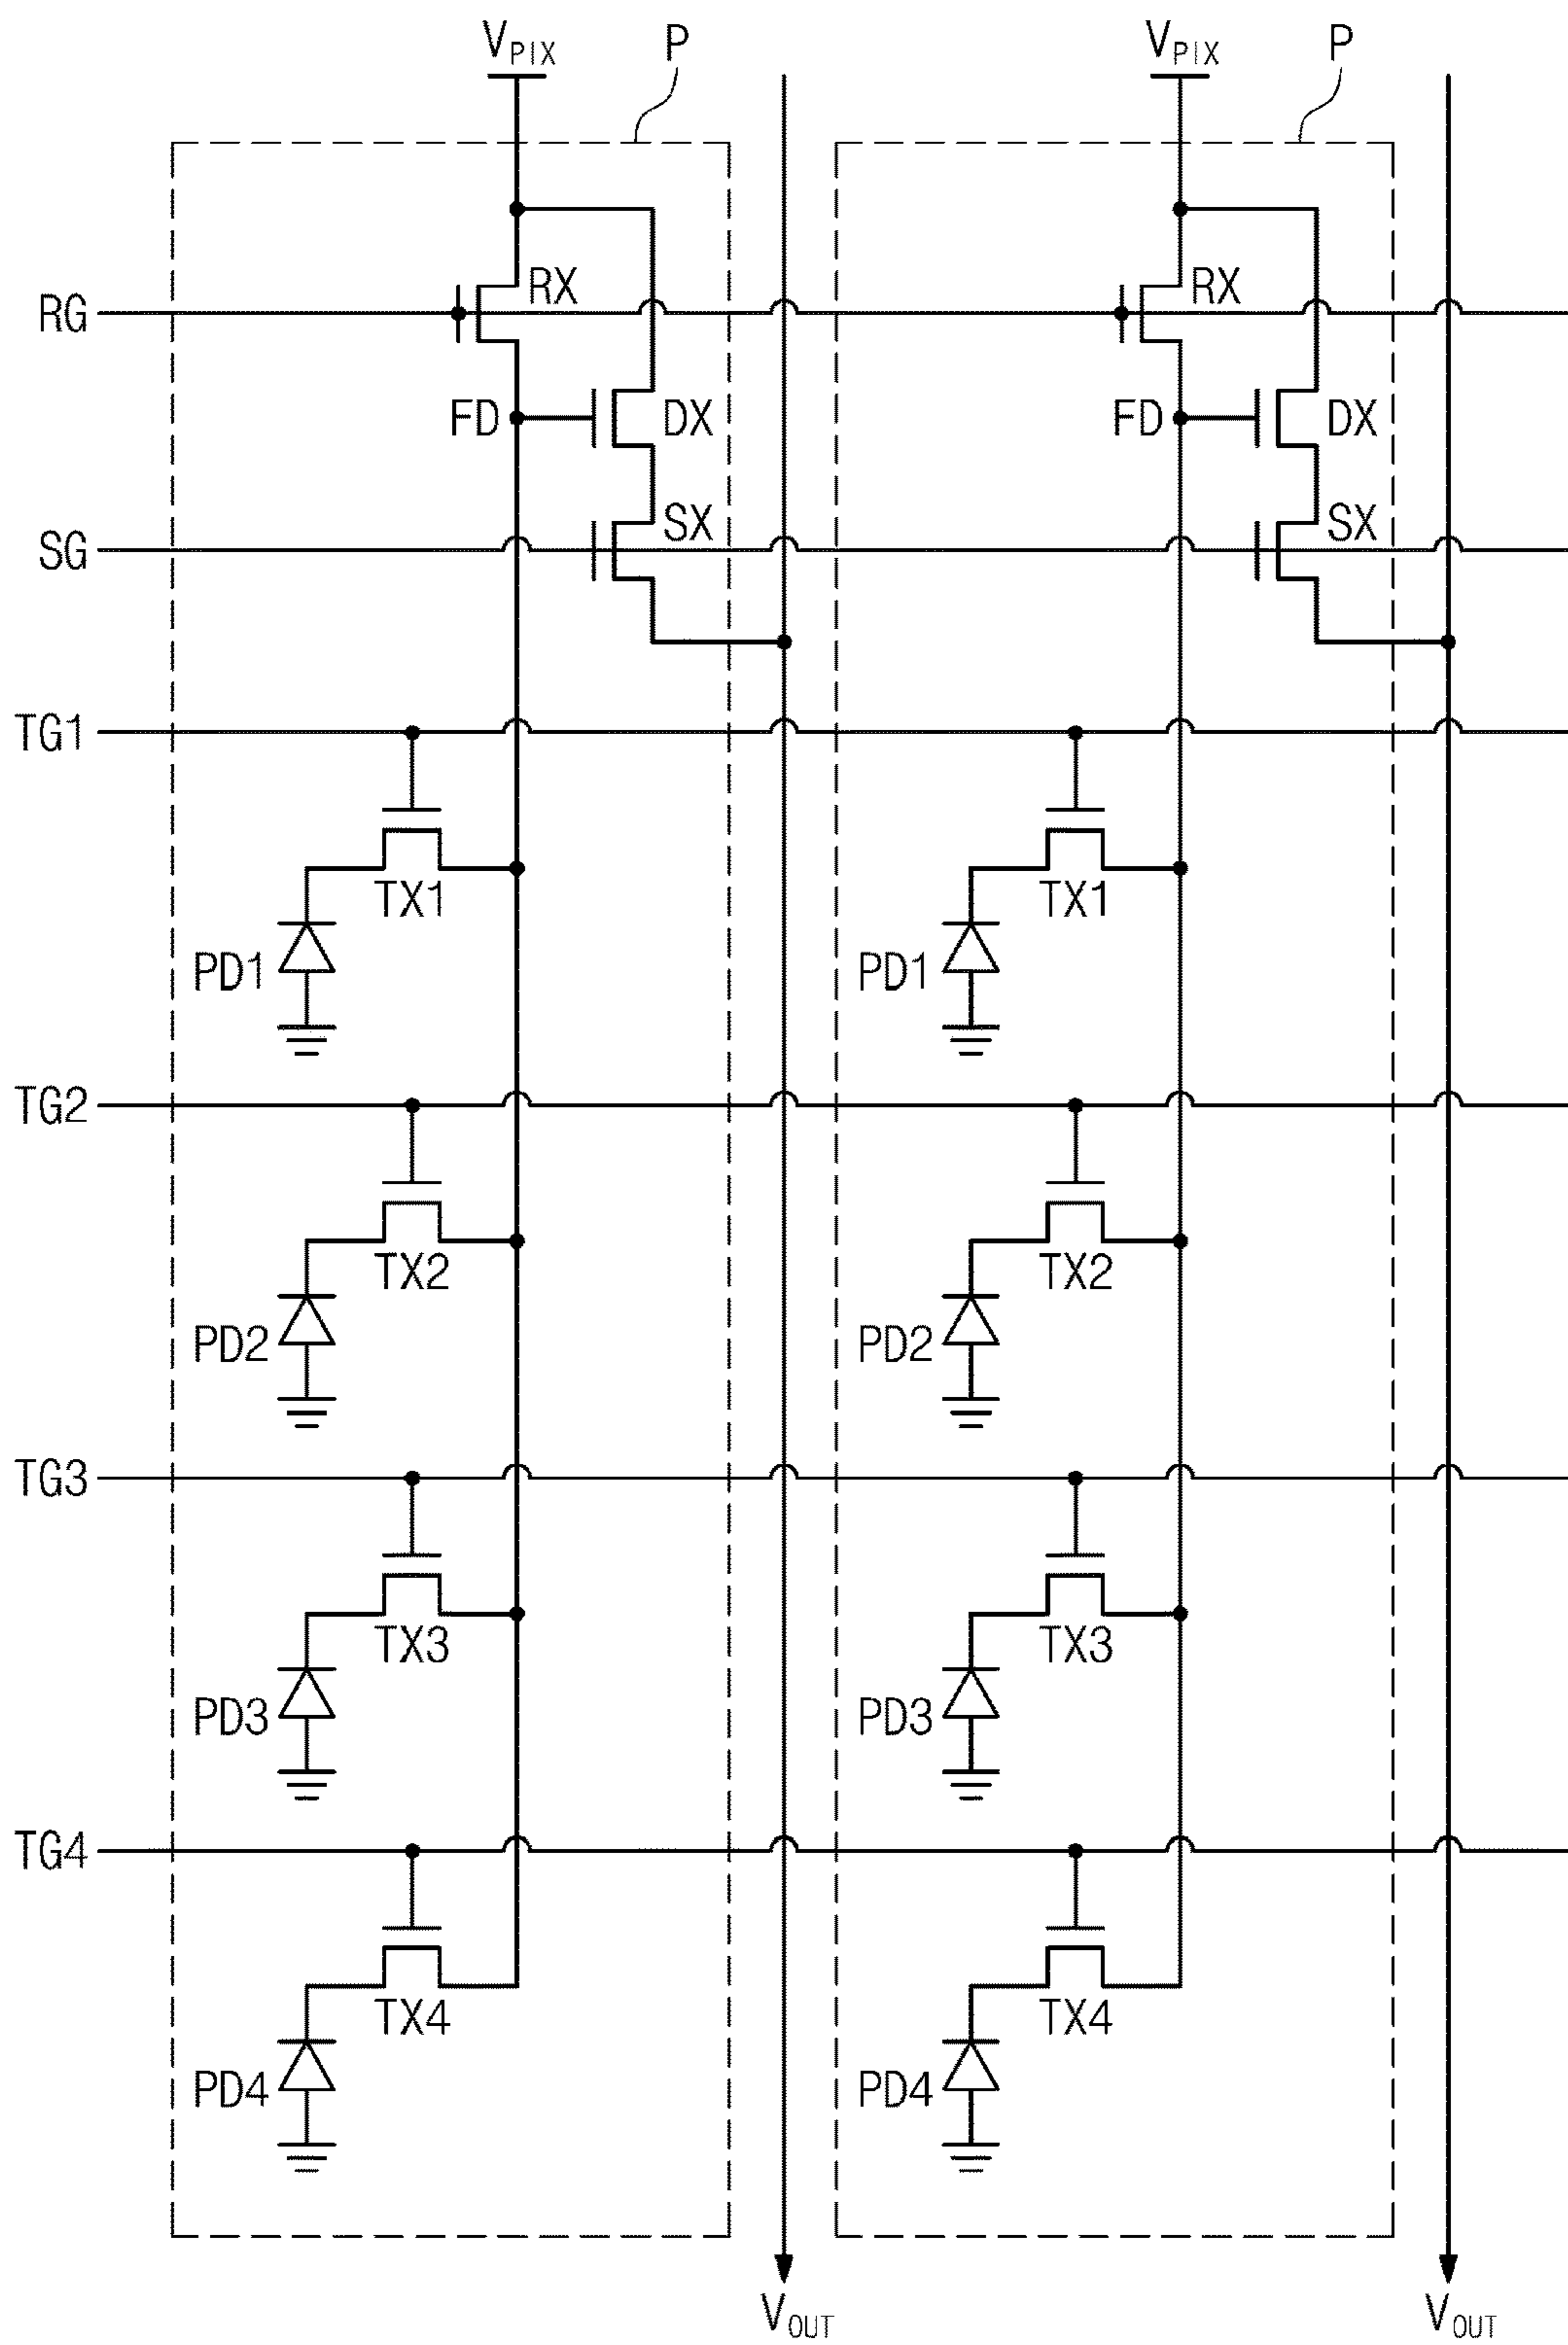 VPIX P VPIX P
RG RX RX
FD DX FD DX
SG SX SX
TG1
TX1 TX1
PD1 PD1
TG2
TX2 TX2
PD2 PD2
TG3
TX3 TX3
PD3 PD3
TG4
TX4 TX4
PD4 PD4
VOUT VOUT